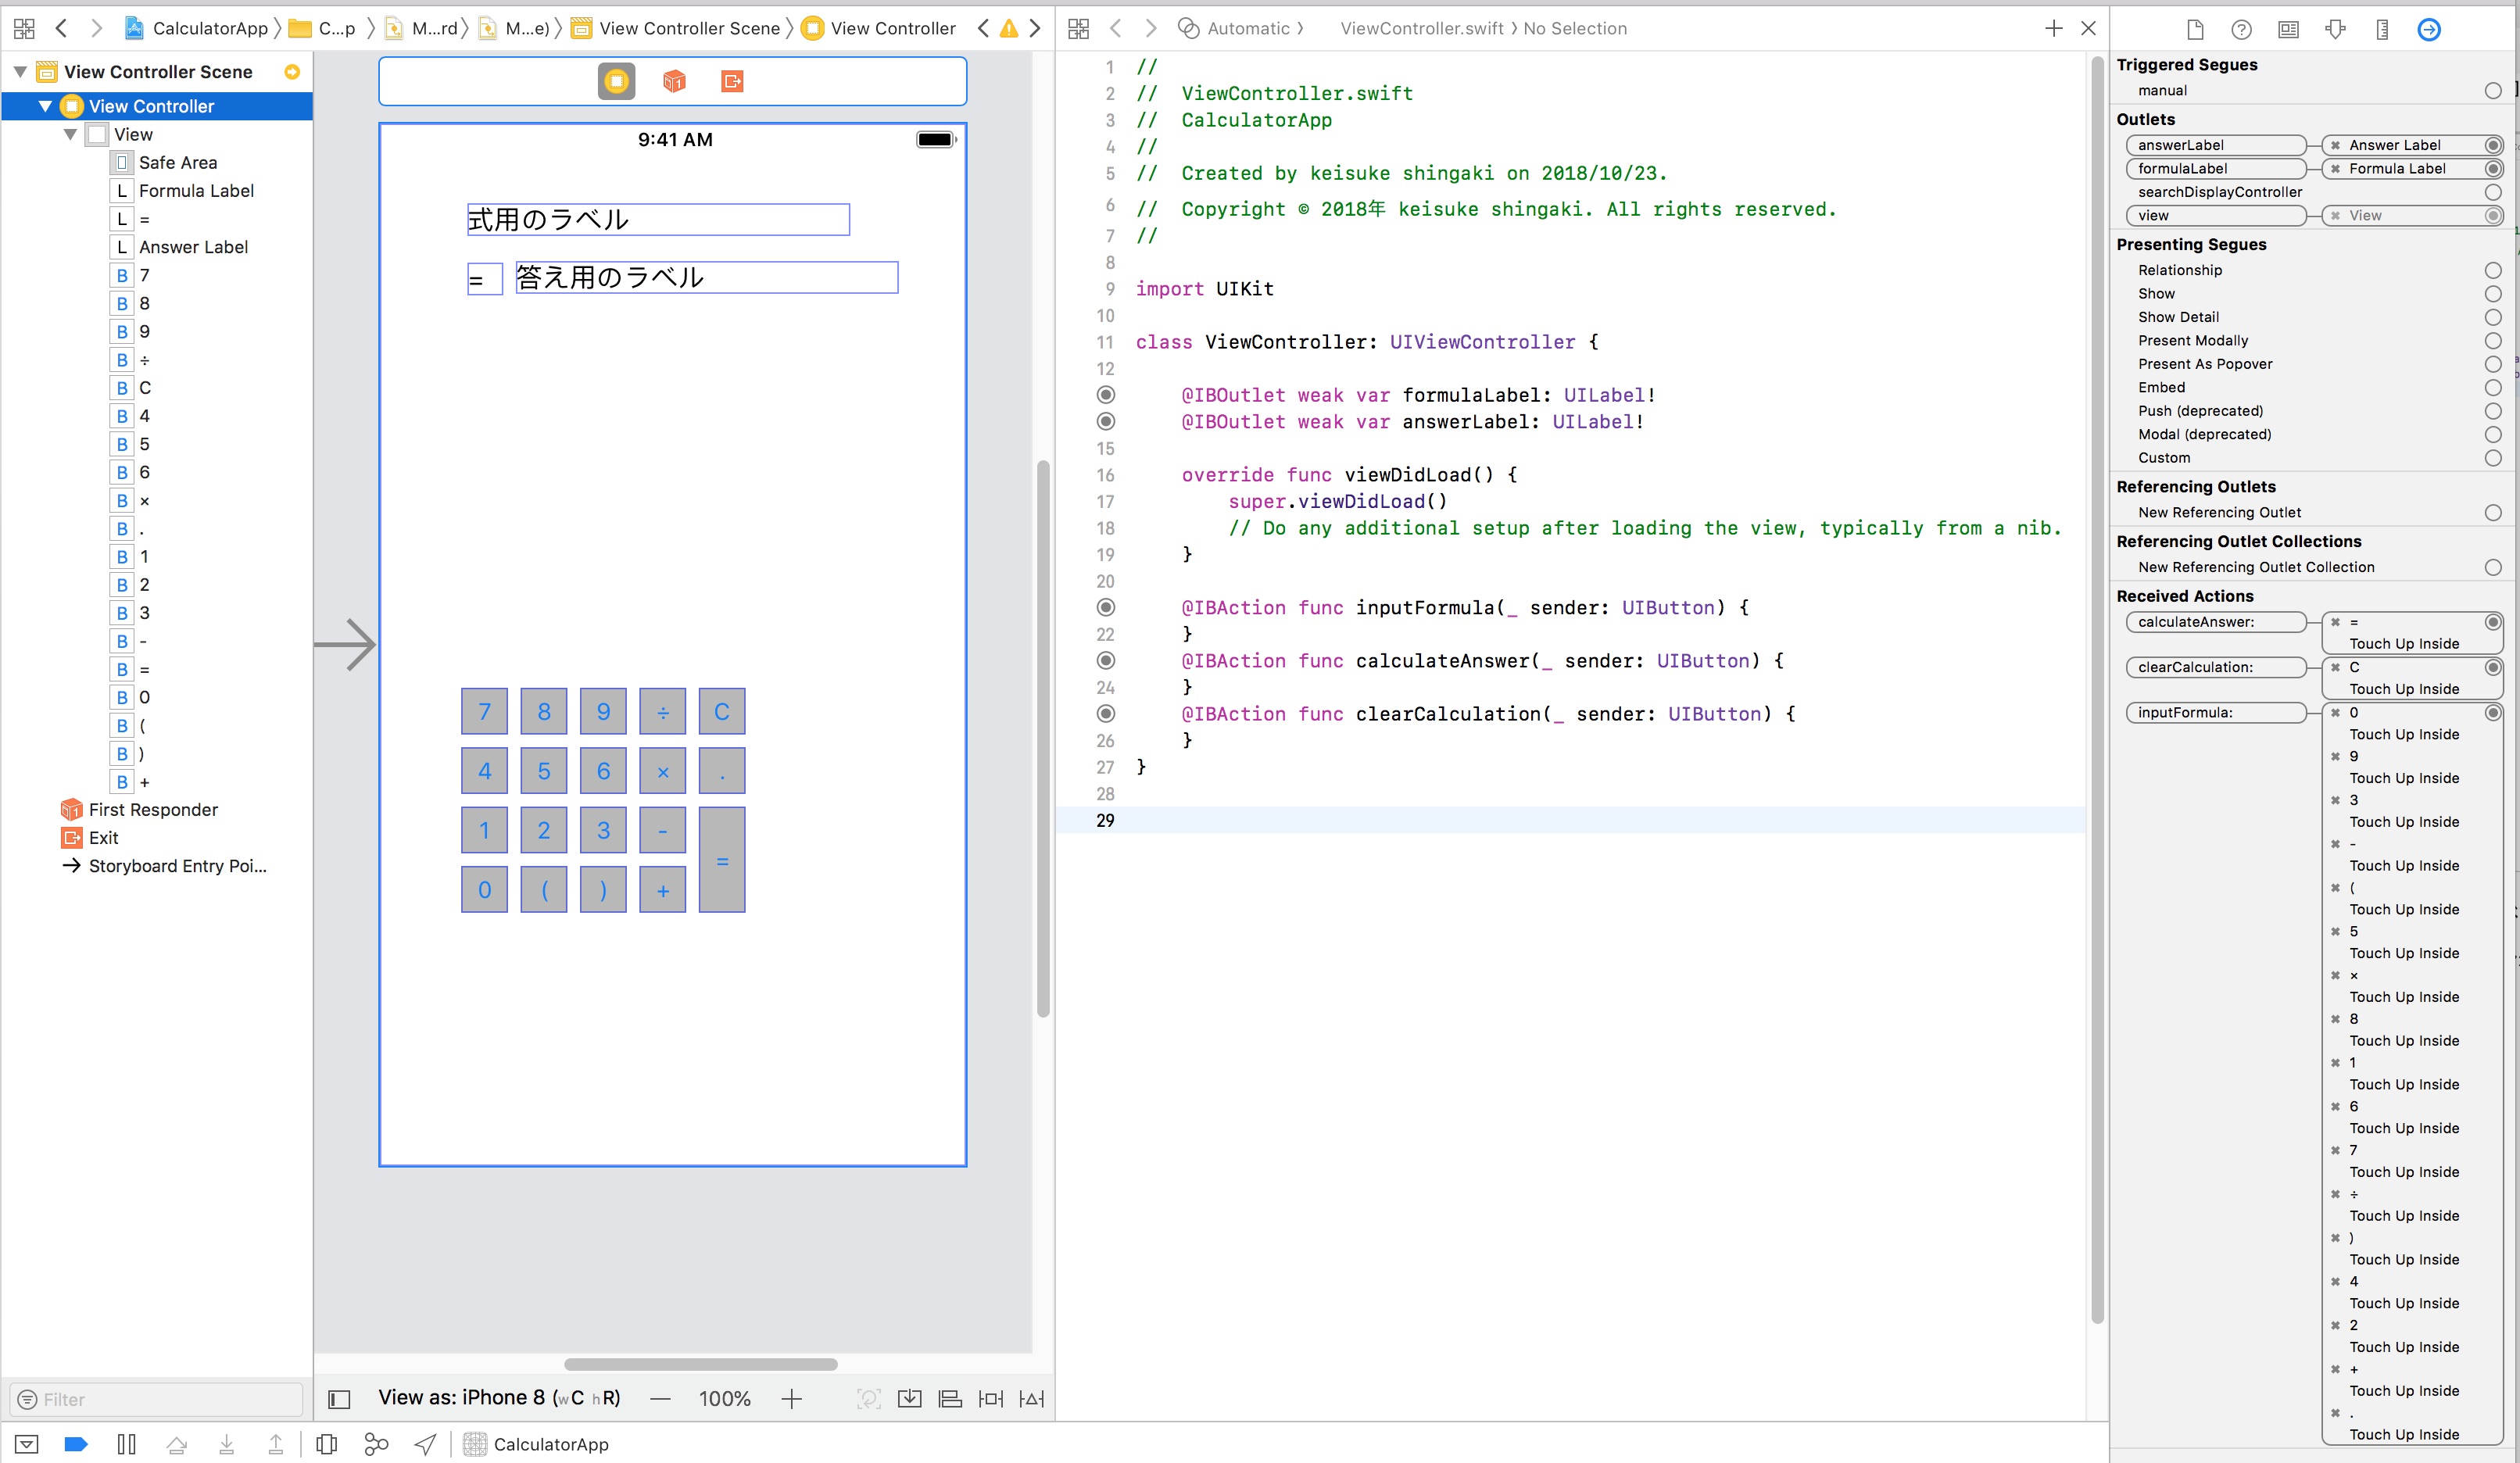 CalculatorApp 〉 C...p 〉 M...rd 〉 M...e) 〉 View Controller Scene 〉 View Controller
Automatic 〉 ViewController.swift 〉 No Selection
View Controller Scene
View Controller
View
Safe Area
L Formula Label
L =
L Answer Label
B 7
B 8
B 9
B ÷
B C
B 4
B 5
B 6
B ×
B .
B 1
B 2
B 3
B -
B =
B 0
B (
B )
B +
First Responder
Exit
Storyboard Entry Poi...
Filter
9:41 AM
式用のラベル
= 答え用のラベル
7 8 9 ÷ C
4 5 6 × .
1 2 3 -
=
0 ( ) +
View as: iPhone 8 (wC hR) — 100% +
CalculatorApp
1 //
2 //  ViewController.swift
3 //  CalculatorApp
4 //
5 //  Created by keisuke shingaki on 2018/10/23.
6 //  Copyright © 2018年 keisuke shingaki. All rights reserved.
7 //
8
9 import UIKit
10
11 class ViewController: UIViewController {
12
@IBOutlet weak var formulaLabel: UILabel!
@IBOutlet weak var answerLabel: UILabel!
15
16 override func viewDidLoad() {
17 super.viewDidLoad()
18 // Do any additional setup after loading the view, typically from a nib.
19 }
20
@IBAction func inputFormula(_ sender: UIButton) {
22 }
@IBAction func calculateAnswer(_ sender: UIButton) {
24 }
@IBAction func clearCalculation(_ sender: UIButton) {
26 }
27 }
28
29
Triggered Segues
manual
Outlets
answerLabel Answer Label
formulaLabel Formula Label
searchDisplayController
view View
Presenting Segues
Relationship
Show
Show Detail
Present Modally
Present As Popover
Embed
Push (deprecated)
Modal (deprecated)
Custom
Referencing Outlets
New Referencing Outlet
Referencing Outlet Collections
New Referencing Outlet Collection
Received Actions
calculateAnswer: =
Touch Up Inside
clearCalculation: C
Touch Up Inside
inputFormula: 0
Touch Up Inside
9
Touch Up Inside
3
Touch Up Inside
-
Touch Up Inside
(
Touch Up Inside
5
Touch Up Inside
×
Touch Up Inside
8
Touch Up Inside
1
Touch Up Inside
6
Touch Up Inside
7
Touch Up Inside
÷
Touch Up Inside
)
Touch Up Inside
4
Touch Up Inside
2
Touch Up Inside
+
Touch Up Inside
.
Touch Up Inside